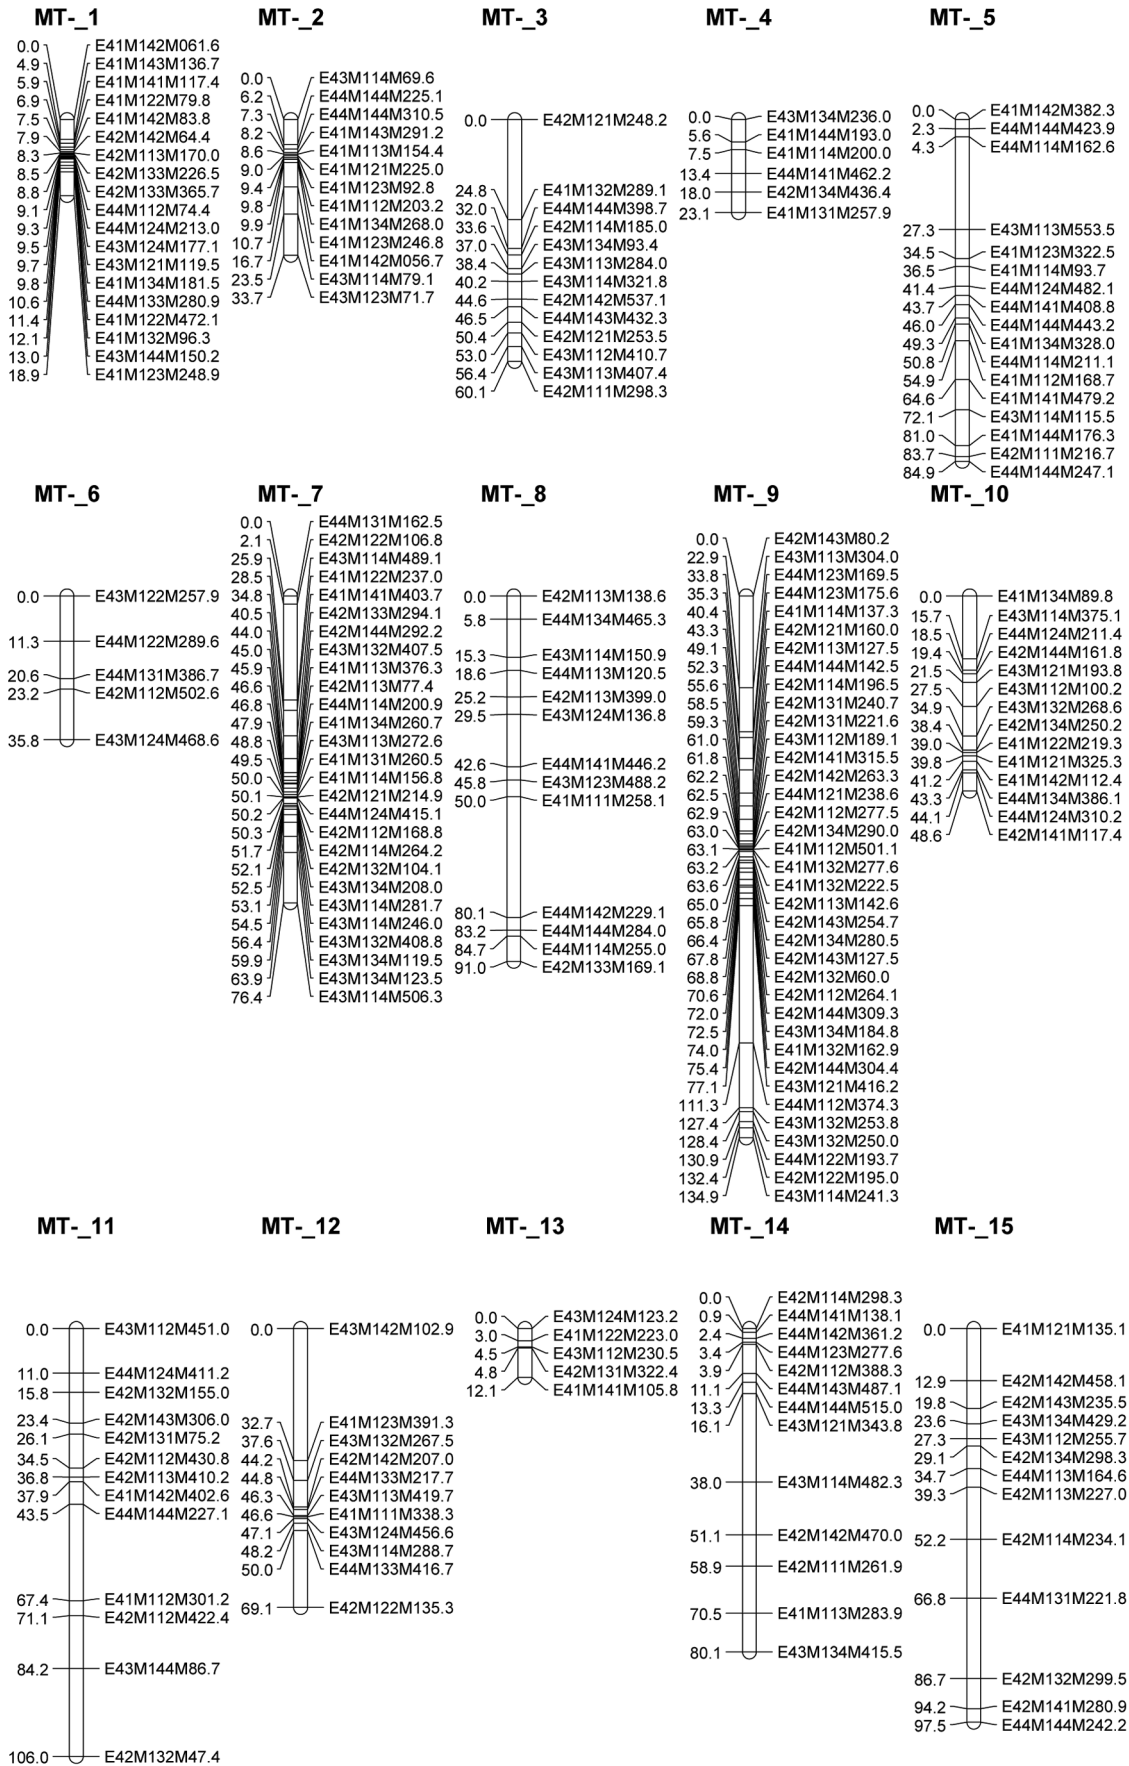 MT-_1
0.0 E41M142M061.6
4.9 E41M143M136.7
5.9 E41M141M117.4
6.9 E41M122M79.8
7.5 E41M142M83.8
7.9 E42M142M64.4
8.3 E42M113M170.0
8.5 E42M133M226.5
8.8 E42M133M365.7
9.1 E44M112M74.4
9.3 E44M124M213.0
9.5 E43M124M177.1
9.7 E43M121M119.5
9.8 E41M134M181.5
10.6 E44M133M280.9
11.4 E41M122M472.1
12.1 E41M132M96.3
13.0 E43M144M150.2
18.9 E41M123M248.9
MT-_2
0.0 E43M114M69.6
6.2 E44M144M225.1
7.3 E44M144M310.5
8.2 E41M143M291.2
8.6 E41M113M154.4
9.0 E41M121M225.0
9.4 E41M123M92.8
9.8 E41M112M203.2
9.9 E41M134M268.0
10.7 E41M123M246.8
16.7 E41M142M056.7
23.5 E43M114M79.1
33.7 E43M123M71.7
MT-_3
0.0 E42M121M248.2
24.8 E41M132M289.1
32.0 E44M144M398.7
33.6 E42M114M185.0
37.0 E43M134M93.4
38.4 E43M113M284.0
40.2 E43M114M321.8
44.6 E42M142M537.1
46.5 E44M143M432.3
50.4 E42M121M253.5
53.0 E43M112M410.7
56.4 E43M113M407.4
60.1 E42M111M298.3
MT-_4
0.0 E43M134M236.0
5.6 E41M144M193.0
7.5 E41M114M200.0
13.4 E44M141M462.2
18.0 E42M134M436.4
23.1 E41M131M257.9
MT-_5
0.0 E41M142M382.3
2.3 E44M144M423.9
4.3 E44M114M162.6
27.3 E43M113M553.5
34.5 E41M123M322.5
36.5 E41M114M93.7
41.4 E44M124M482.1
43.7 E44M141M408.8
46.0 E44M144M443.2
49.3 E41M134M328.0
50.8 E44M114M211.1
54.9 E41M112M168.7
64.6 E41M141M479.2
72.1 E43M114M115.5
81.0 E41M144M176.3
83.7 E42M111M216.7
84.9 E44M144M247.1
MT-_6
0.0 E43M122M257.9
11.3 E44M122M289.6
20.6 E44M131M386.7
23.2 E42M112M502.6
35.8 E43M124M468.6
MT-_7
0.0 E44M131M162.5
2.1 E42M122M106.8
25.9 E43M114M489.1
28.5 E41M122M237.0
34.8 E41M141M403.7
40.5 E42M133M294.1
44.0 E42M144M292.2
45.0 E43M132M407.5
45.9 E41M113M376.3
46.6 E42M113M77.4
46.8 E44M114M200.9
47.9 E41M134M260.7
48.8 E43M113M272.6
49.5 E41M131M260.5
50.0 E41M114M156.8
50.1 E42M121M214.9
50.2 E44M124M415.1
50.3 E42M112M168.8
51.7 E42M114M264.2
52.1 E42M132M104.1
52.5 E43M134M208.0
53.1 E43M114M281.7
54.5 E43M114M246.0
56.4 E43M132M408.8
59.9 E43M134M119.5
63.9 E43M134M123.5
76.4 E43M114M506.3
MT-_8
0.0 E42M113M138.6
5.8 E44M134M465.3
15.3 E43M114M150.9
18.6 E44M113M120.5
25.2 E42M113M399.0
29.5 E43M124M136.8
42.6 E44M141M446.2
45.8 E43M123M488.2
50.0 E41M111M258.1
80.1 E44M142M229.1
83.2 E44M144M284.0
84.7 E44M114M255.0
91.0 E42M133M169.1
MT-_9
0.0 E42M143M80.2
22.9 E43M113M304.0
33.8 E44M123M169.5
35.3 E44M123M175.6
40.4 E41M114M137.3
43.3 E42M121M160.0
49.1 E42M113M127.5
52.3 E44M144M142.5
55.6 E42M114M196.5
58.5 E42M131M240.7
59.3 E42M131M221.6
61.0 E43M112M189.1
61.8 E42M141M315.5
62.2 E42M142M263.3
62.5 E44M121M238.6
62.9 E42M112M277.5
63.0 E42M134M290.0
63.1 E41M112M501.1
63.2 E41M132M277.6
63.6 E41M132M222.5
65.0 E42M113M142.6
65.8 E42M143M254.7
66.4 E42M134M280.5
67.8 E42M143M127.5
68.8 E42M132M60.0
70.6 E42M112M264.1
72.0 E42M144M309.3
72.5 E43M134M184.8
74.0 E41M132M162.9
75.4 E42M144M304.4
77.1 E43M121M416.2
111.3 E44M112M374.3
127.4 E43M132M253.8
128.4 E43M132M250.0
130.9 E44M122M193.7
132.4 E42M122M195.0
134.9 E43M114M241.3
MT-_10
0.0 E41M134M89.8
15.7 E43M114M375.1
18.5 E44M124M211.4
19.4 E42M144M161.8
21.5 E43M121M193.8
27.5 E43M112M100.2
34.9 E43M132M268.6
38.4 E42M134M250.2
39.0 E41M122M219.3
39.8 E41M121M325.3
41.2 E41M142M112.4
43.3 E44M134M386.1
44.1 E44M124M310.2
48.6 E42M141M117.4
MT-_11
0.0 E43M112M451.0
11.0 E44M124M411.2
15.8 E42M132M155.0
23.4 E42M143M306.0
26.1 E42M131M75.2
34.5 E42M112M430.8
36.8 E42M113M410.2
37.9 E41M142M402.6
43.5 E44M144M227.1
67.4 E41M112M301.2
71.1 E42M112M422.4
84.2 E43M144M86.7
106.0 E42M132M47.4
MT-_12
0.0 E43M142M102.9
32.7 E41M123M391.3
37.6 E43M132M267.5
44.2 E42M142M207.0
44.8 E44M133M217.7
46.3 E43M113M419.7
46.6 E41M111M338.3
47.1 E43M124M456.6
48.2 E43M114M288.7
50.0 E44M133M416.7
69.1 E42M122M135.3
MT-_13
0.0 E43M124M123.2
3.0 E41M122M223.0
4.5 E43M112M230.5
4.8 E42M131M322.4
12.1 E41M141M105.8
MT-_14
0.0 E42M114M298.3
0.9 E44M141M138.1
2.4 E44M142M361.2
3.4 E44M123M277.6
3.9 E42M112M388.3
11.1 E44M143M487.1
13.3 E44M144M515.0
16.1 E43M121M343.8
38.0 E43M114M482.3
51.1 E42M142M470.0
58.9 E42M111M261.9
70.5 E41M113M283.9
80.1 E43M134M415.5
MT-_15
0.0 E41M121M135.1
12.9 E42M142M458.1
19.8 E42M143M235.5
23.6 E43M134M429.2
27.3 E43M112M255.7
29.1 E42M134M298.3
34.7 E44M113M164.6
39.3 E42M113M227.0
52.2 E42M114M234.1
66.8 E44M131M221.8
86.7 E42M132M299.5
94.2 E42M141M280.9
97.5 E44M144M242.2